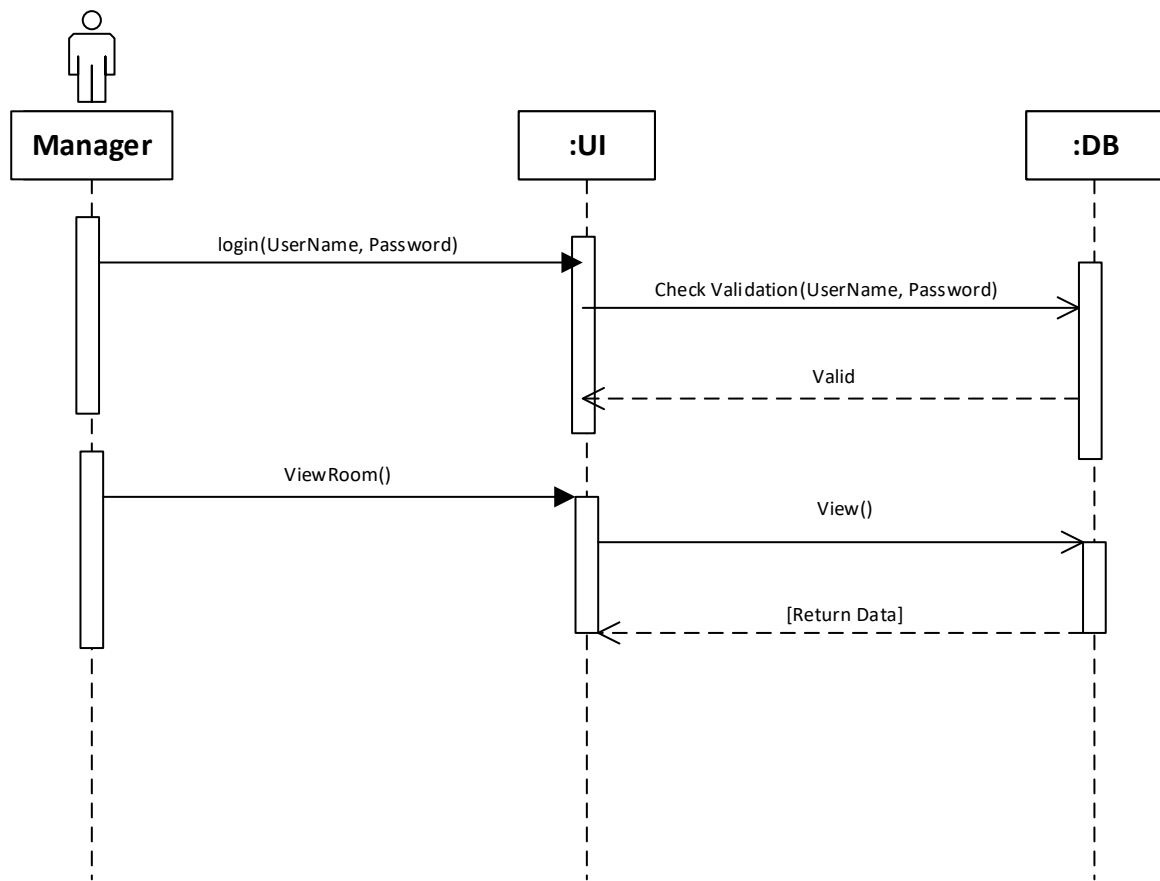 Manager
:UI
:DB
login(UserName, Password)
Check Validation(UserName, Password)
Valid
ViewRoom()
View()
[Return Data]